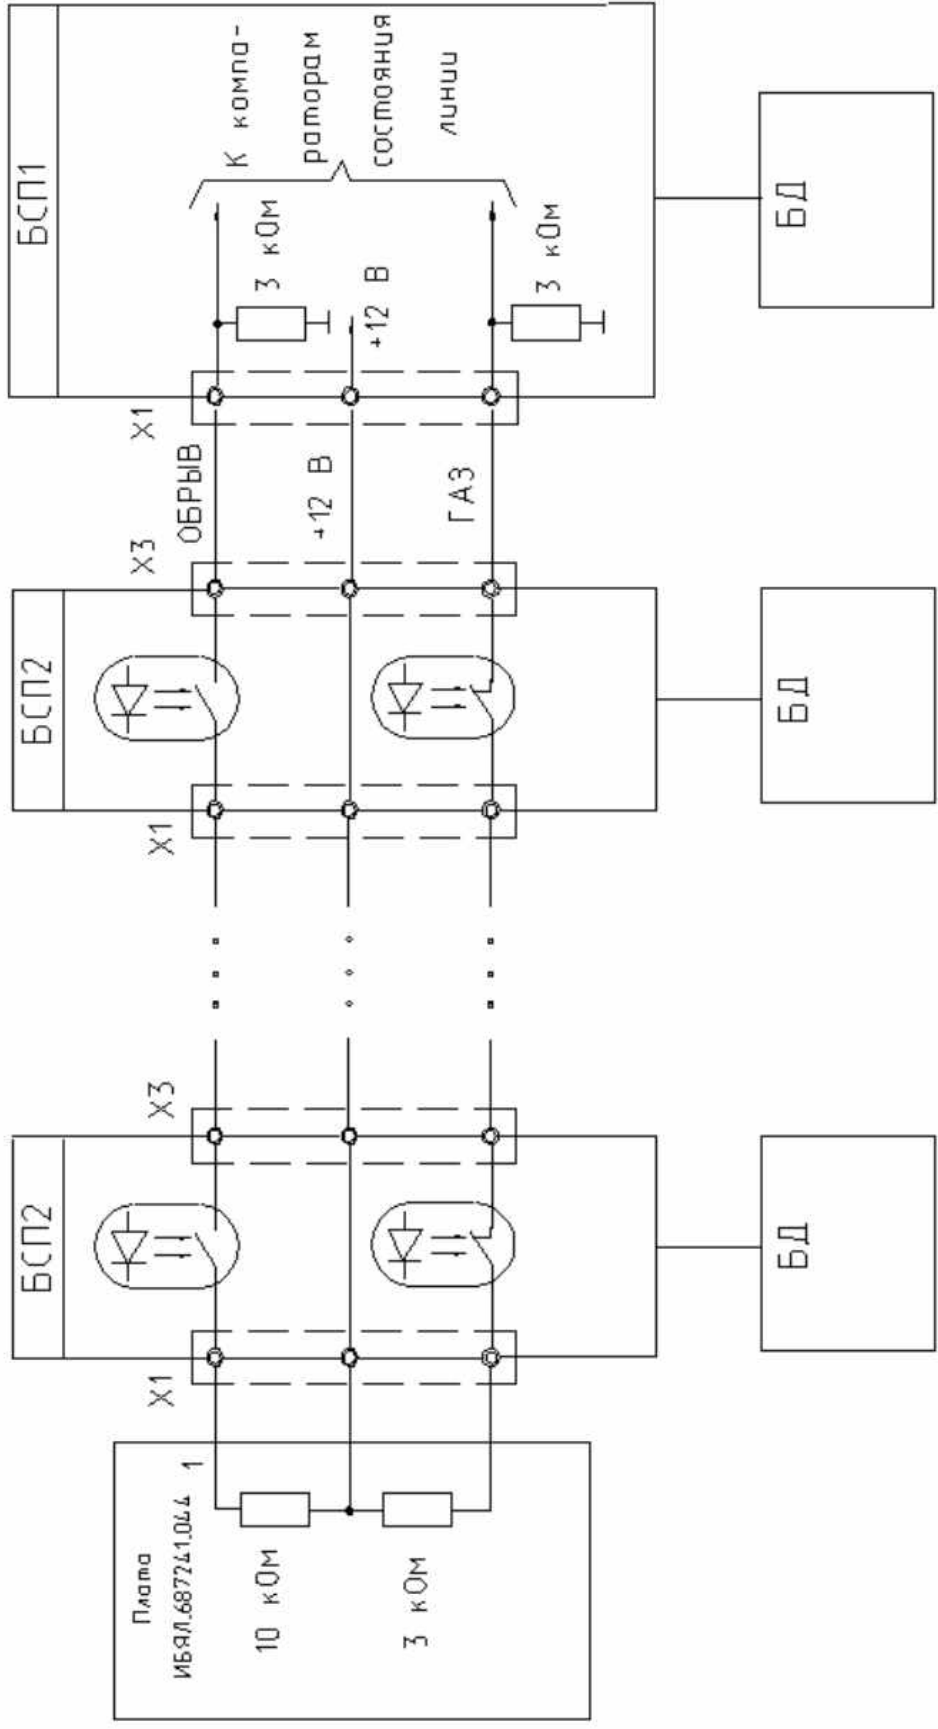 БСП1
К компа-
раторам
состояния
линии
3 кОм
+12 В
3 кОм
БД
X1
ОБРЫВ
+12 В
ГАЗ
X3
БСП2
БД
X1
X3
БСП2
БД
X1
Плата
ИБЯЛ.687241.044
1
10 кОм
3 кОм